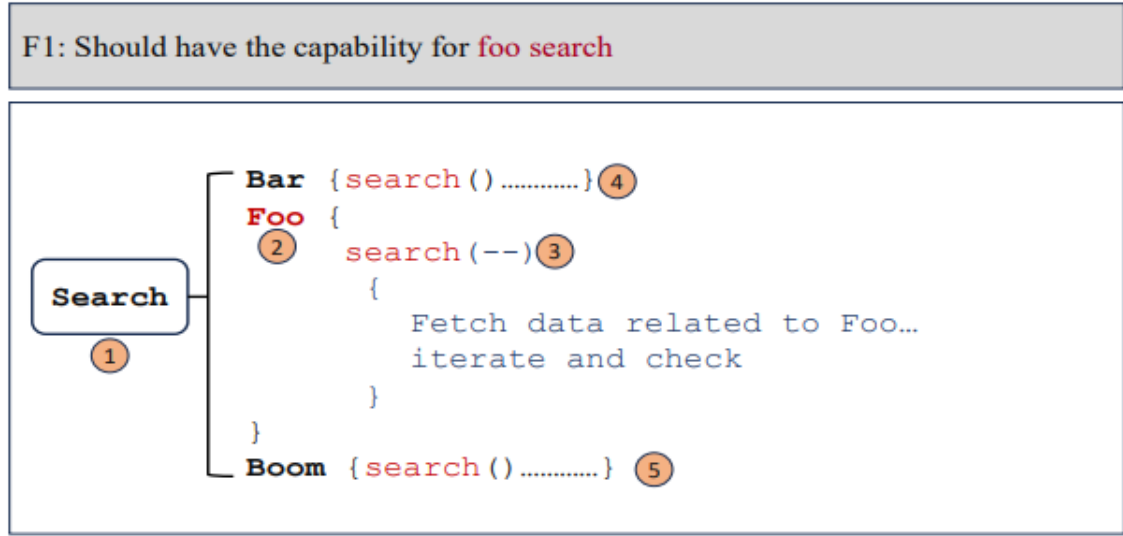 F1: Should have the capability for foo search
Bar {search()............} 4
Foo {
2
search(--) 3
{
Search
Fetch data related to Foo…
1
iterate and check
}
}
Boom {search()............} 5